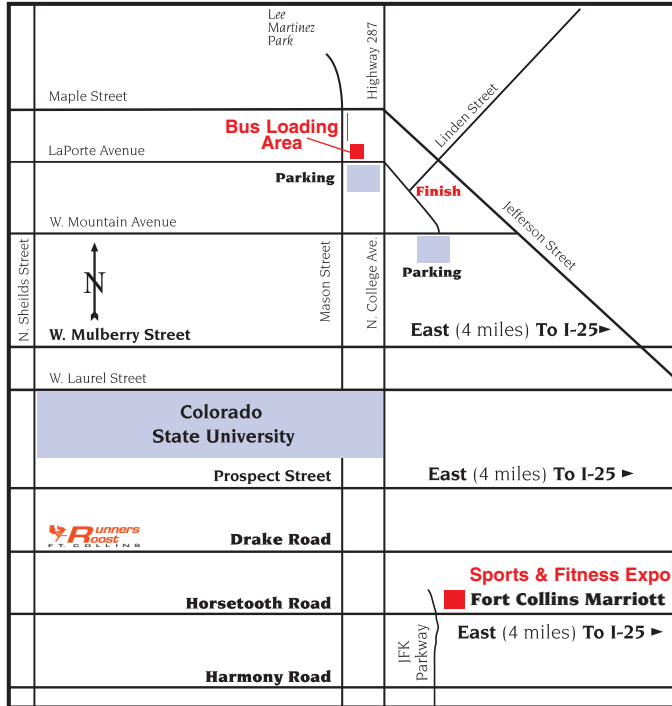 Lee
Martinez
Park
Highway 287
Maple Street
Linden Street
Bus Loading
Area
LaPorte Avenue
Parking
Finish
Jefferson Street
W. Mountain Avenue
N. Sheilds Street
N
Mason Street
N. College Ave.
Parking
W. Mulberry Street
East (4 miles) To I-25
W. Laurel Street
Colorado
State University
Prospect Street
East (4 miles) To I-25
Runners
Roost
FT. COLLINS
Drake Road
Sports & Fitness Expo
Fort Collins Marriott
Horsetooth Road
East (4 miles) To I-25
JFK
Parkway
Harmony Road